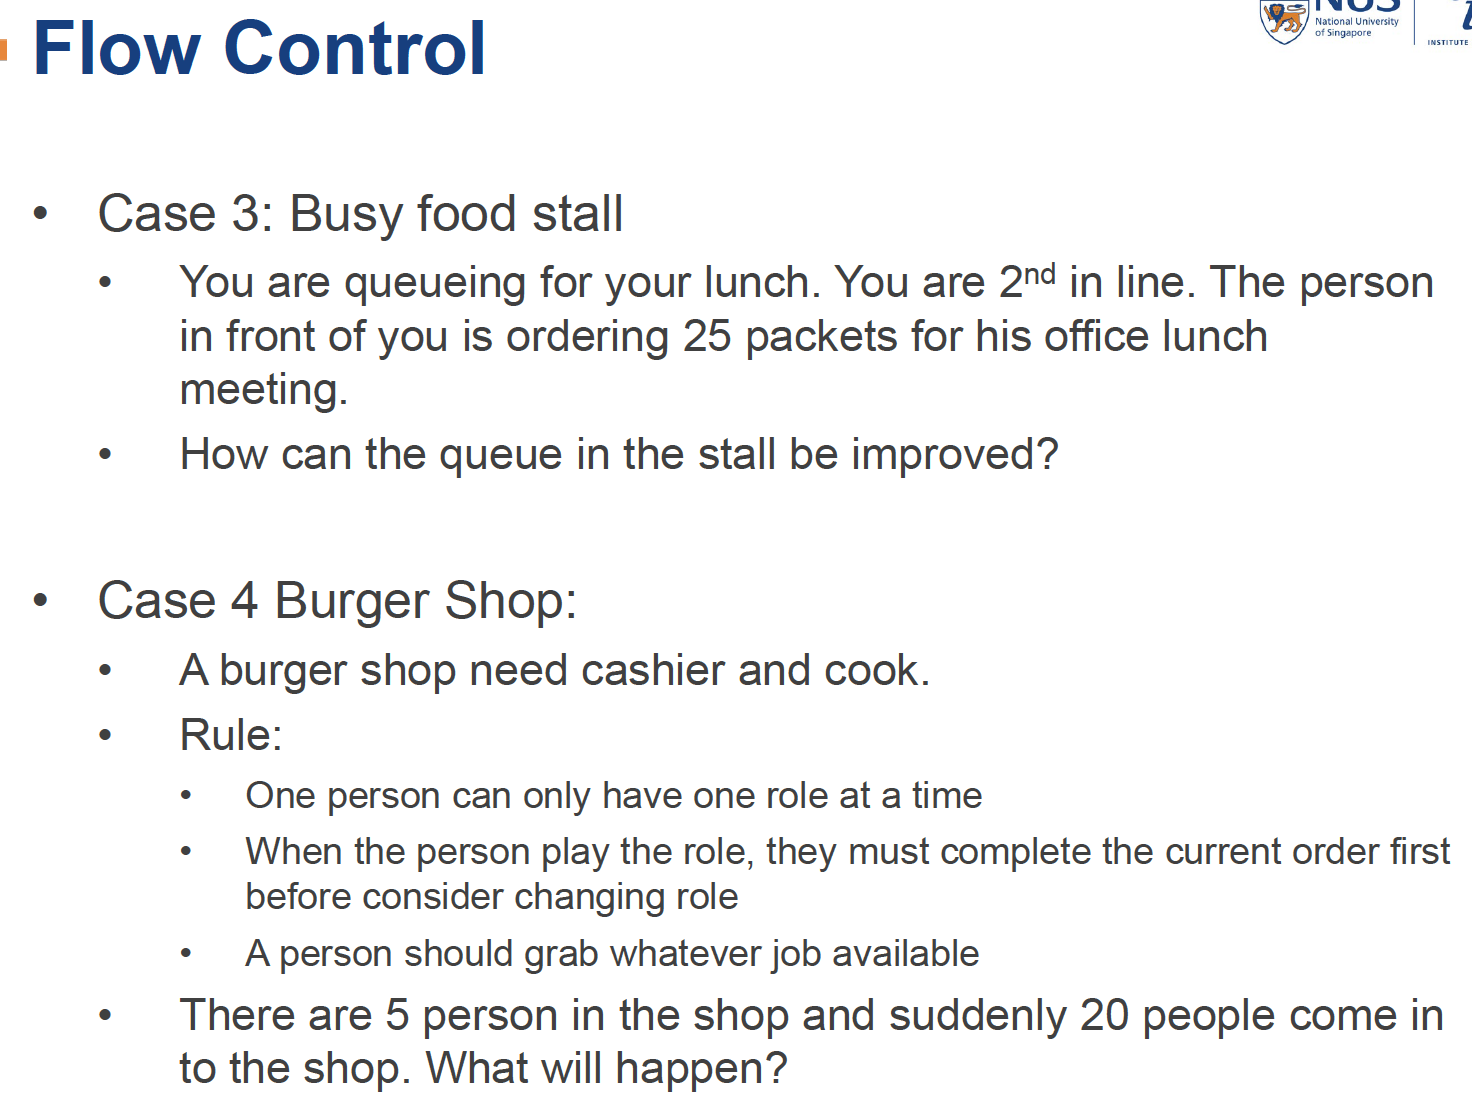 Flow Control
NUS
National University
of Singapore
INSTITUTE
• Case 3: Busy food stall
• You are queueing for your lunch. You are 2nd in line. The person
in front of you is ordering 25 packets for his office lunch
meeting.
• How can the queue in the stall be improved?
• Case 4 Burger Shop:
• A burger shop need cashier and cook.
• Rule:
• One person can only have one role at a time
• When the person play the role, they must complete the current order first
before consider changing role
• A person should grab whatever job available
• There are 5 person in the shop and suddenly 20 people come in
to the shop. What will happen?